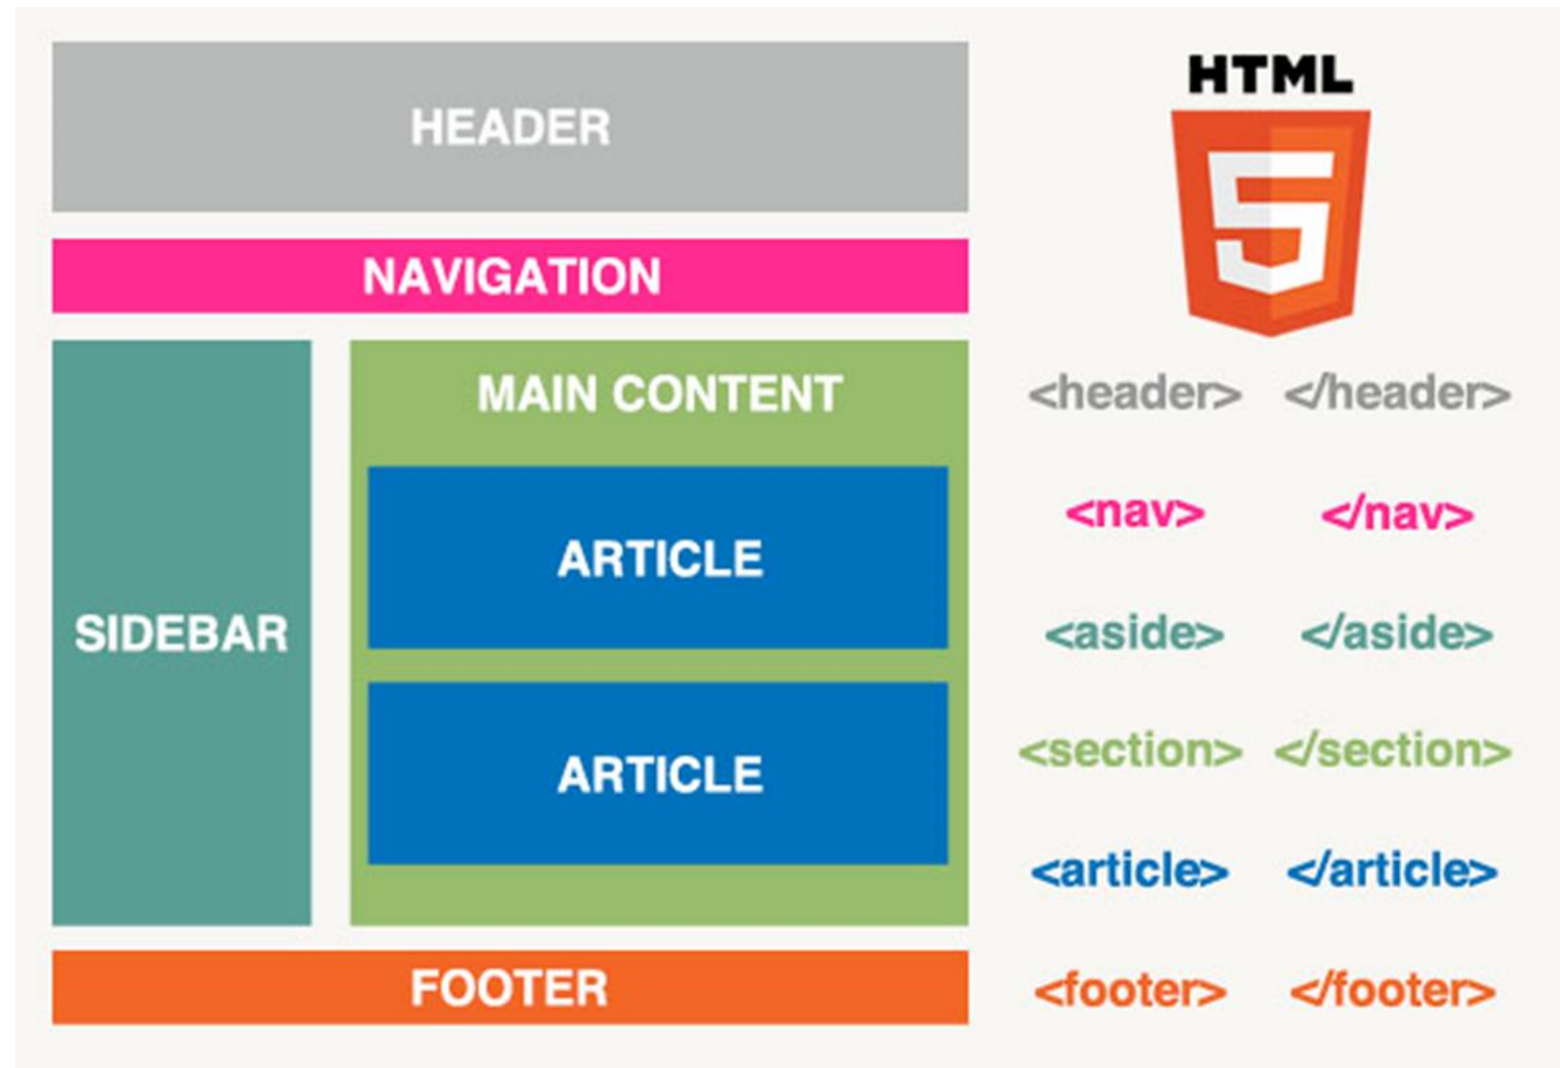 HEADER
NAVIGATION
SIDEBAR
MAIN CONTENT
ARTICLE
ARTICLE
FOOTER
HTML
5
<header> </header>
<nav> </nav>
<aside> </aside>
<section> </section>
<article> </article>
<footer> </footer>